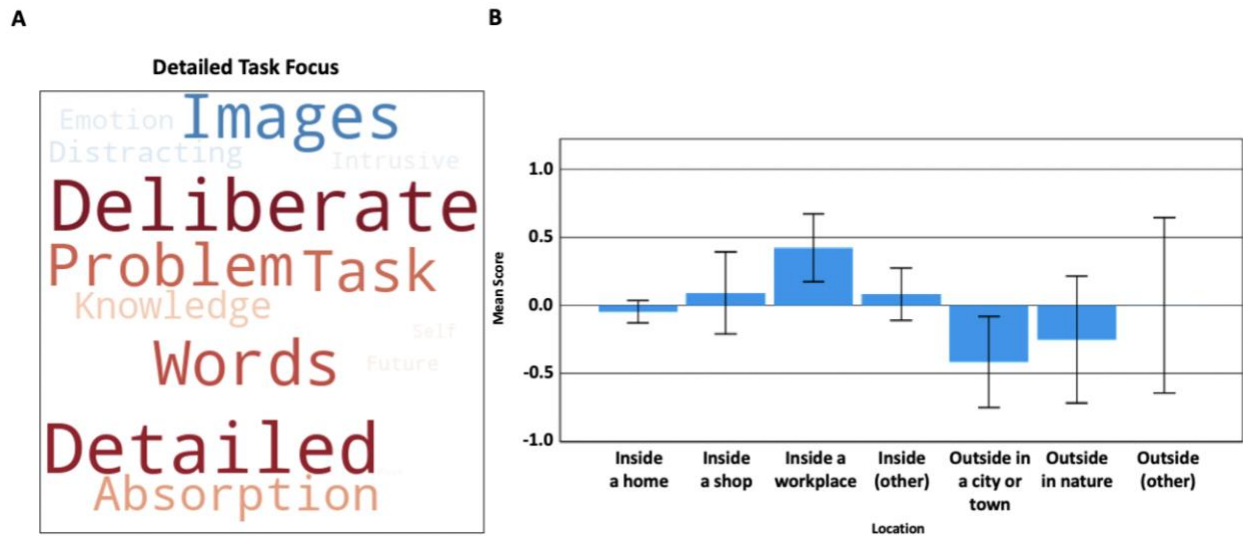 A
B
Detailed Task Focus
Emotion
Images
Distracting
Intrusive
Deliberate
Problem
Task
Knowledge
Self
Words
Future
Detailed
Absorption
1.0
0.5
0.0
-0.5
-1.0
Mean Score
Inside
a home
Inside
a shop
Inside a
workplace
Inside
(other)
Outside in
a city or
town
Outside
in nature
Outside
(other)
Location